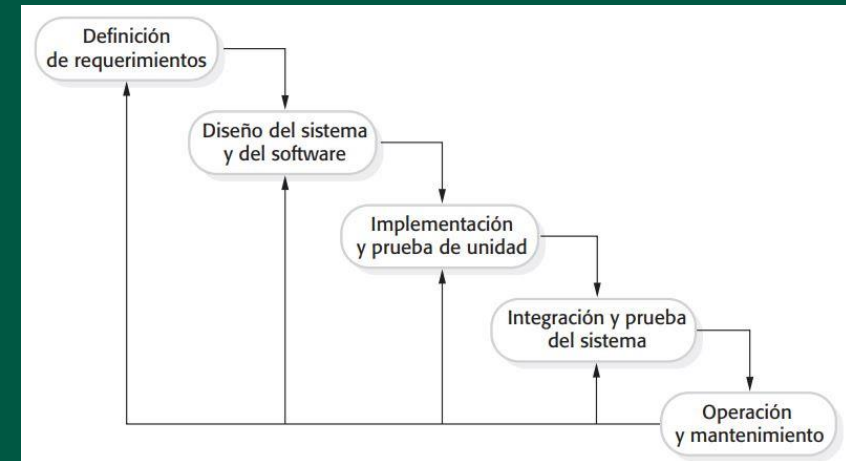 Definición
de requerimientos
Diseño del sistema
y del software
Implementación
y prueba de unidad
Integración y prueba
del sistema
Operación
y mantenimiento